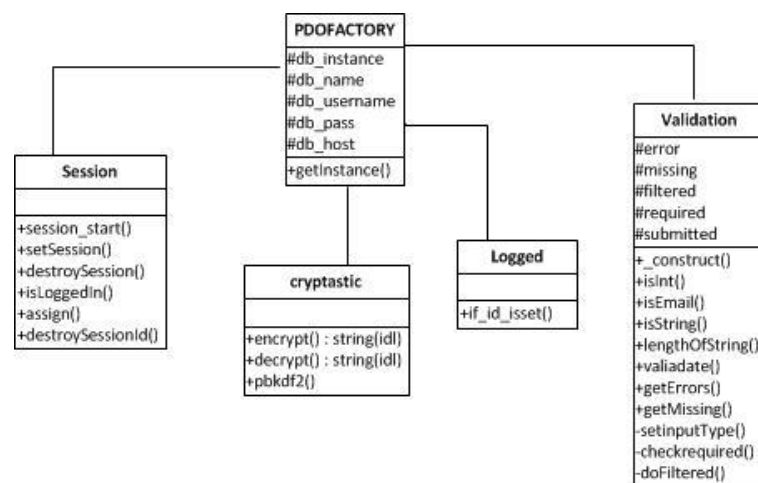 PDOFACTORY
#db_instance
#db_name
#db_username
#db_pass
#db_host
+getInstance()
Session
+session_start()
+setSession()
+destroySession()
+isLoggedIn()
+assign()
+destroySessionId()
cryptastic
+encrypt() : string(idl)
+decrypt() : string(idl)
+pbkdf2()
Logged
+if_id_isset()
Validation
#error
#missing
#filtered
#required
#submitted
+_construct()
+isInt()
+isEmail()
+isString()
+lengthOfString()
+valiadate()
+getErrors()
+getMissing()
-setinputType()
-checkrequired()
-doFiltered()